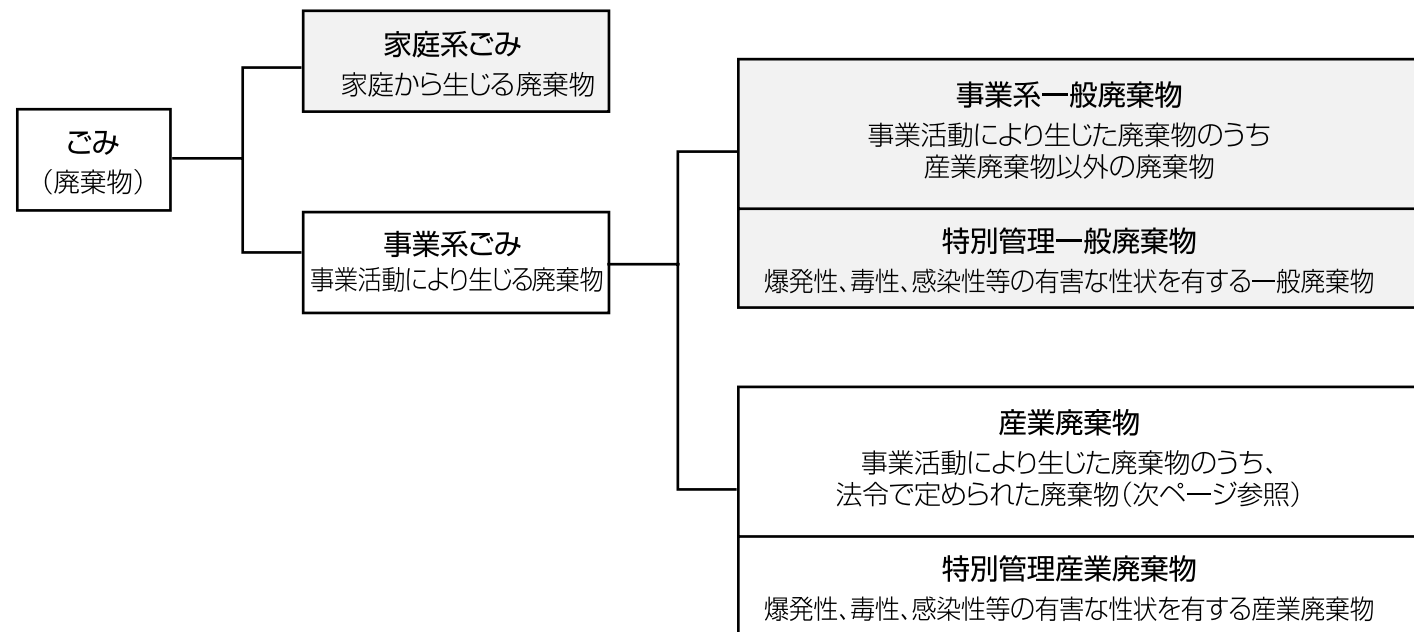 ごみ
（廃棄物）
家庭系ごみ
家庭から生じる廃棄物
事業系ごみ
事業活動により生じる廃棄物
事業系一般廃棄物
事業活動により生じた廃棄物のうち
産業廃棄物以外の廃棄物
特別管理一般廃棄物
爆発性、毒性、感染性等の有害な性状を有する一般廃棄物
産業廃棄物
事業活動により生じた廃棄物のうち、
法令で定められた廃棄物（次ページ参照）
特別管理産業廃棄物
爆発性、毒性、感染性等の有害な性状を有する産業廃棄物